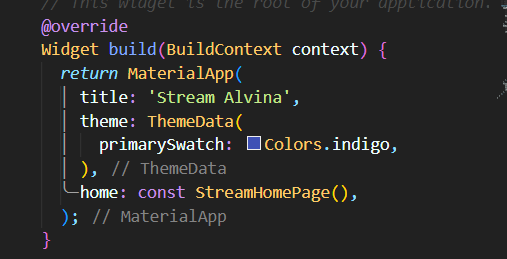 // This widget is the root of your application.
@override
Widget build(BuildContext context) {
return MaterialApp(
title: 'Stream Alvina',
theme: ThemeData(
primarySwatch: Colors.indigo,
), // ThemeData
home: const StreamHomePage(),
); // MaterialApp
}